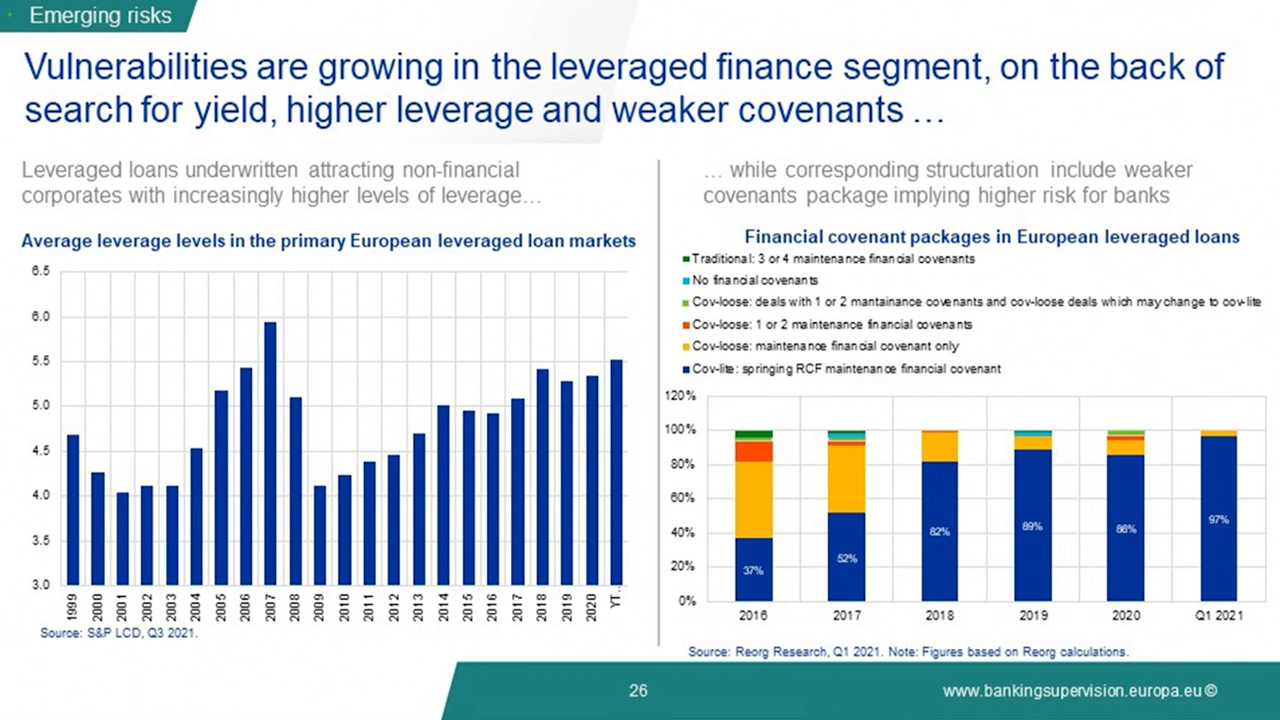 Emerging risks
Vulnerabilities are growing in the leveraged finance segment, on the back of
search for yield, higher leverage and weaker covenants …
Leveraged loans underwritten attracting non-financial
corporates with increasingly higher levels of leverage…
Average leverage levels in the primary European leveraged loan markets
6.5
6.0
5.5
5.0
4.5
4.0
3.5
3.0
1999 2000 2001 2002 2003 2004 2005 2006 2007 2008 2009 2010 2011 2012 2013 2014 2015 2016 2017 2018 2019 2020 YT…
Source: S&P LCD, Q3 2021.
… while corresponding structuration include weaker
covenants package implying higher risk for banks
Financial covenant packages in European leveraged loans
Traditional: 3 or 4 maintenance financial covenants
No financial covenants
Cov-loose: deals with 1 or 2 mantainance covenants and cov-loose deals which may change to cov-lite
Cov-loose: 1 or 2 maintenance financial covenants
Cov-loose: maintenance financial covenant only
Cov-lite: springing RCF maintenance financial covenant
120%
100%
80%
60%
40%
20%
0%
37% 52% 82% 89% 86% 97%
2016 2017 2018 2019 2020 Q1 2021
Source: Reorg Research, Q1 2021. Note: Figures based on Reorg calculations.
26
www.bankingsupervision.europa.eu ©